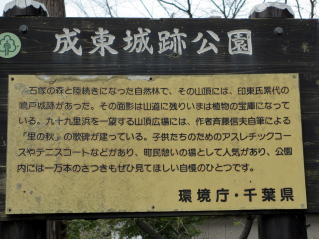 成東城跡公園
石塚の森と陸続きになった自然林で、その山頂には、印東氏累代の
鳴戸城跡があった。その面影は山道に残りいまは植物の宝庫になって
いる。九十九里浜を一望する山頂広場には、作者斉藤信夫自筆による
『里の秋』の歌碑が建っている。子供たちのためのアスレチックコー
スやテニスコートなどがあり、町民憩いの場として人気があり、公園
内には一万本のさつきもぜひ見てほしい自慢のひとつです。
環境庁・千葉県